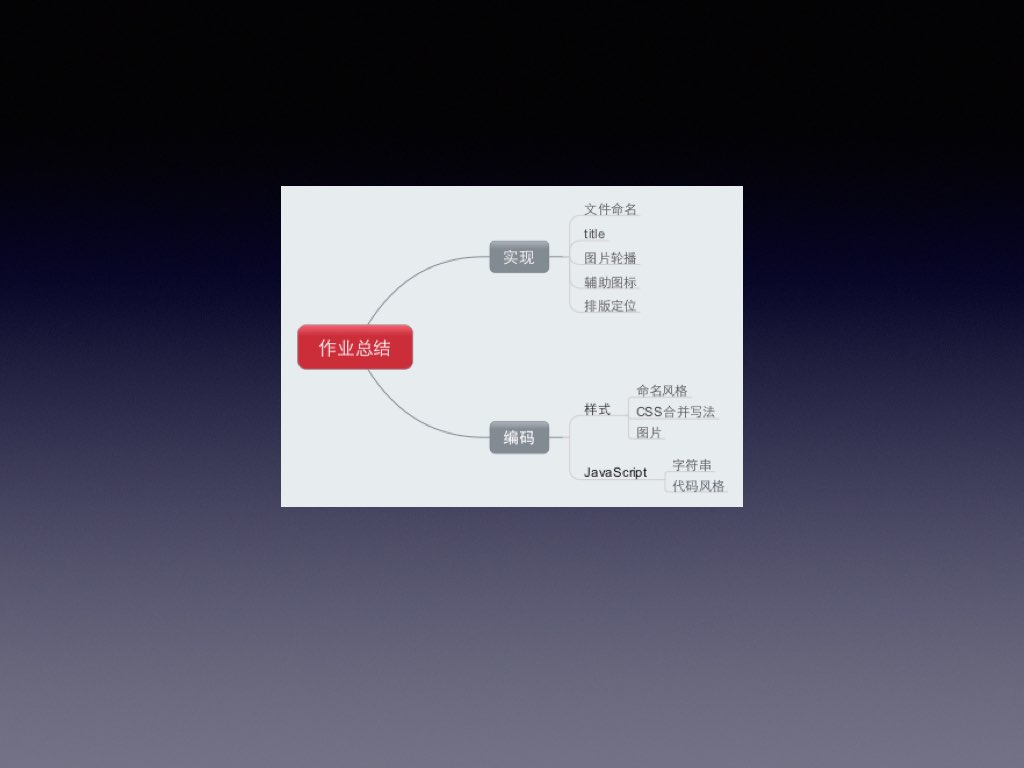 作业总结
实现
文件命名
title
图片轮播
辅助图标
排版定位
编码
样式
命名风格
CSS合并写法
图片
JavaScript
字符串
代码风格